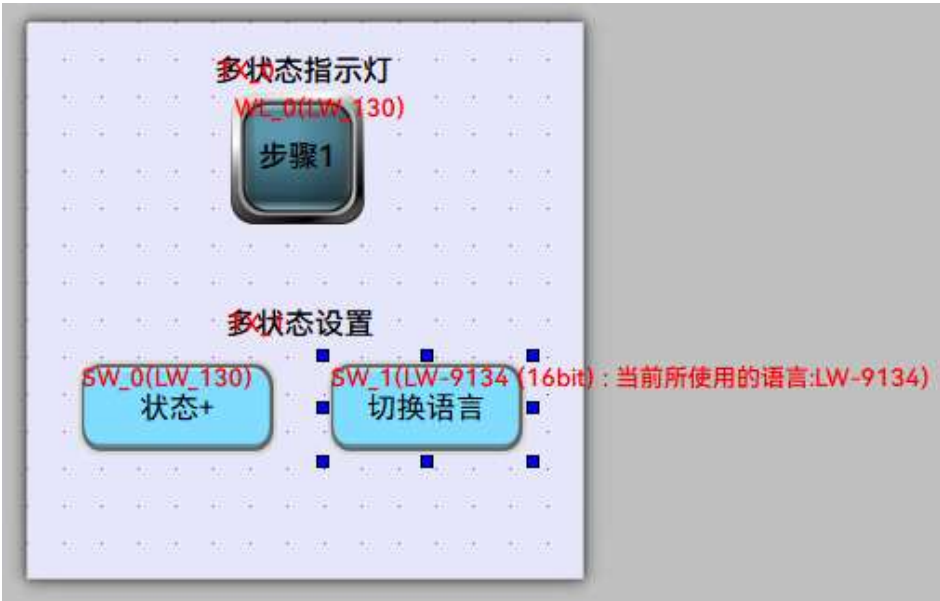 多状态指示灯
WL_0(LW_130)
步骤1
多状态设置
SW_0(LW_130)
SW_1(LW-9134 (16bit) : 当前所使用的语言:LW-9134)
状态+
切换语言